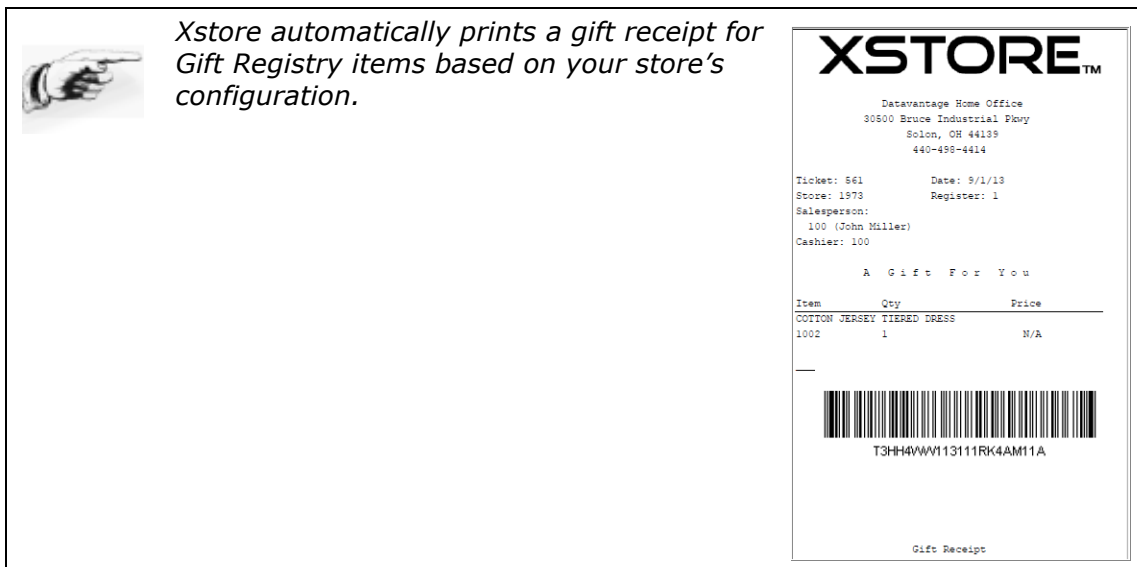 Xstore automatically prints a gift receipt for
Gift Registry items based on your store's
configuration.
XSTORE™
Datavantage Home Office
30500 Bruce Industrial Pkwy
Solon, OH 44139
440-498-4414
Ticket: 561 Date: 9/1/13
Store: 1973 Register: 1
Salesperson:
100 (John Miller)
Cashier: 100
A Gift For You
Item Qty Price
COTTON JERSEY TIERED DRESS
1002 1 N/A
T3HH4VWV113111RK4AM11A
Gift Receipt